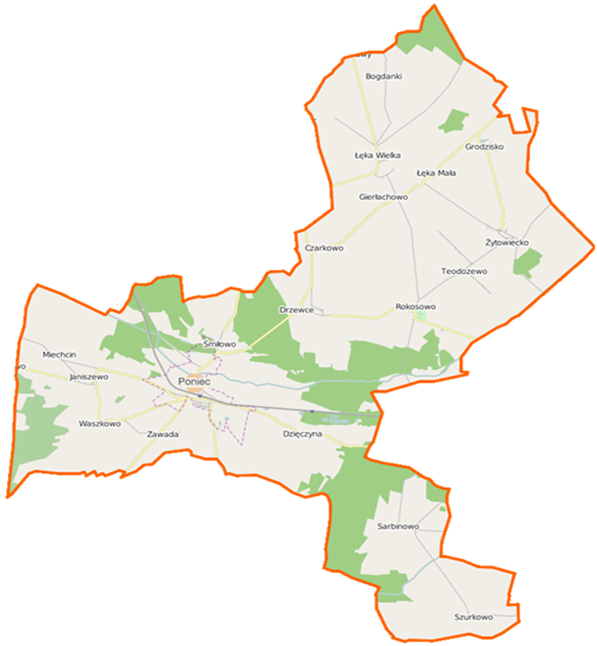 Bogdanki
Łęka Wielka
Grodzisko
Łęka Mała
Gierłachowo
Żytowiecko
Czarkowo
Teodozewo
Drzewce
Rokosowo
Śmiłowo
Miechcin
Janiszewo
Poniec
Waszkowo
Zawada
Dzięczyna
Sarbinowo
Szurkowo